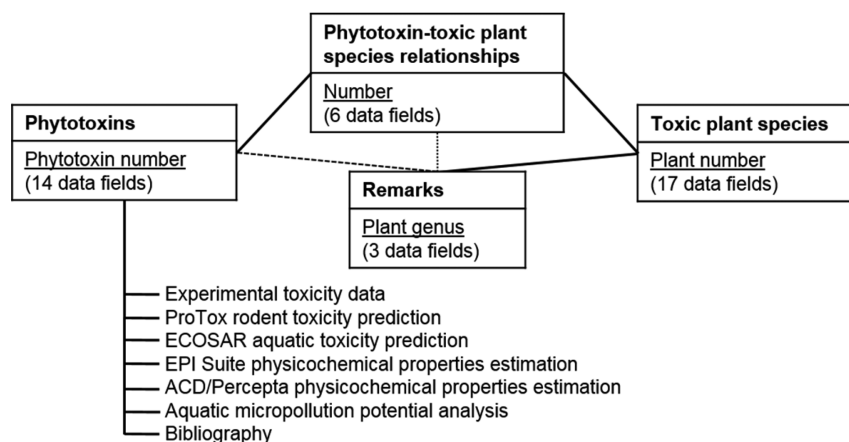 Phytotoxin-toxic plant
species relationships
Number
(6 data fields)
Phytotoxins
Phytotoxin number
(14 data fields)
Toxic plant species
Plant number
(17 data fields)
Remarks
Plant genus
(3 data fields)
Experimental toxicity data
ProTox rodent toxicity prediction
ECOSAR aquatic toxicity prediction
EPI Suite physicochemical properties estimation
ACD/Percepta physicochemical properties estimation
Aquatic micropollution potential analysis
Bibliography